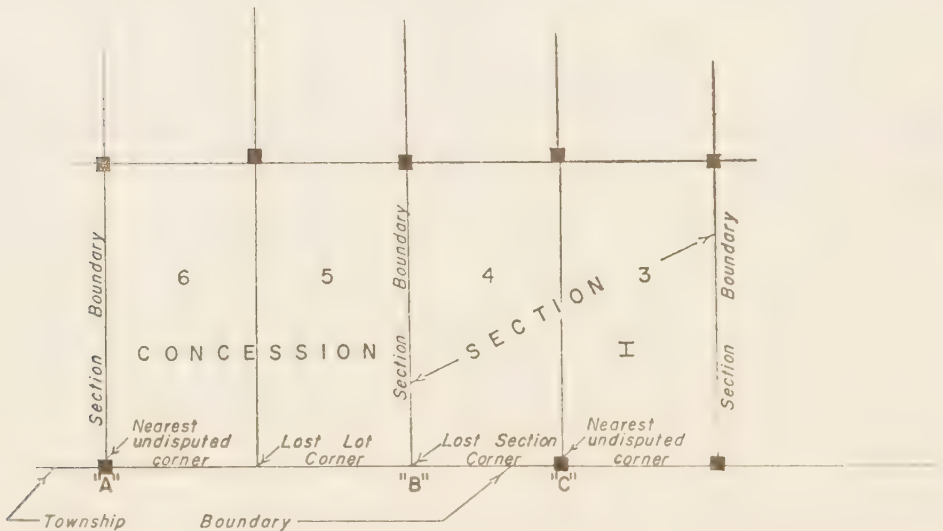 Section Boundary
6
5
Section Boundary
4
SECTION
3
Section Boundary
CONCESSION
I
Nearest
undisputed
corner
Lost Lot
Corner
Lost Section
Corner
Nearest
undisputed
corner
"A"
"B"
"C"
Township Boundary